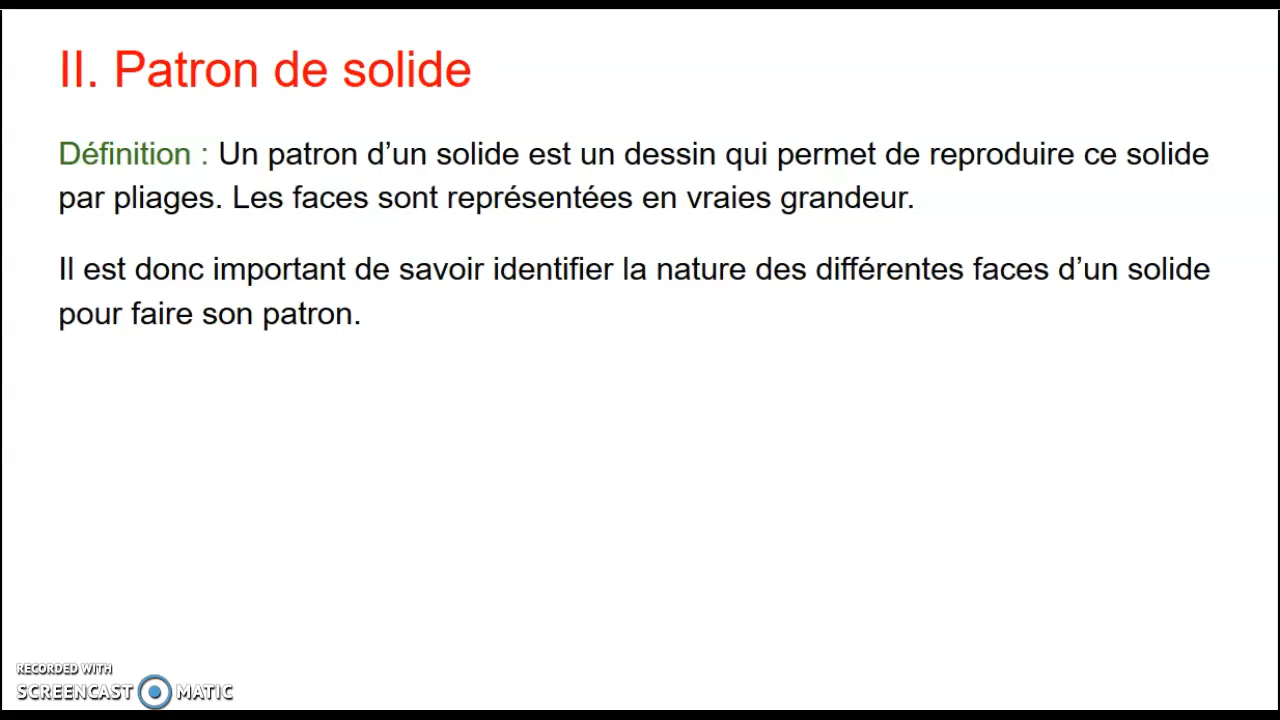 II. Patron de solide
Définition : Un patron d’un solide est un dessin qui permet de reproduire ce solide
par pliages. Les faces sont représentées en vraies grandeur.
Il est donc important de savoir identifier la nature des différentes faces d’un solide
pour faire son patron.
RECORDED WITH
SCREENCAST MATIC